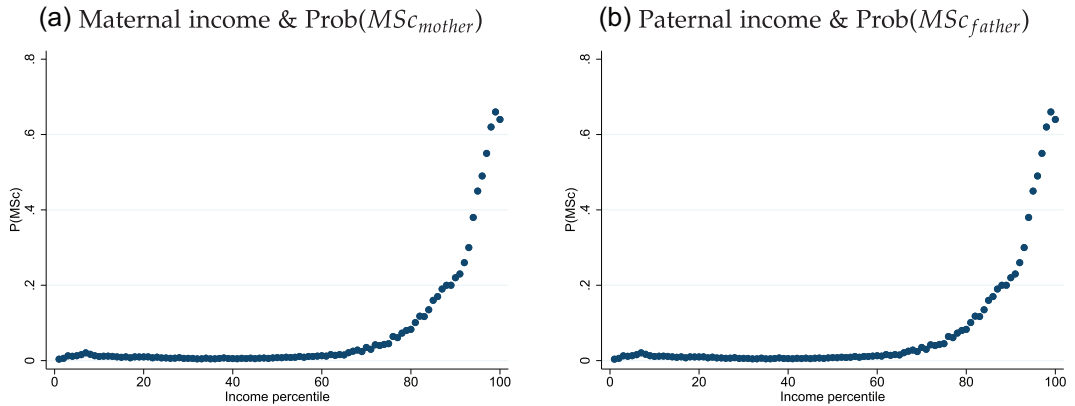 (a) Maternal income & Prob(MSc_mother)
.8
.6
.4
.2
0
P(MSc)
0 20 40 60 80 100
Income percentile
(b) Paternal income & Prob(MSc_father)
.8
.6
.4
.2
0
P(MSc)
0 20 40 60 80 100
Income percentile